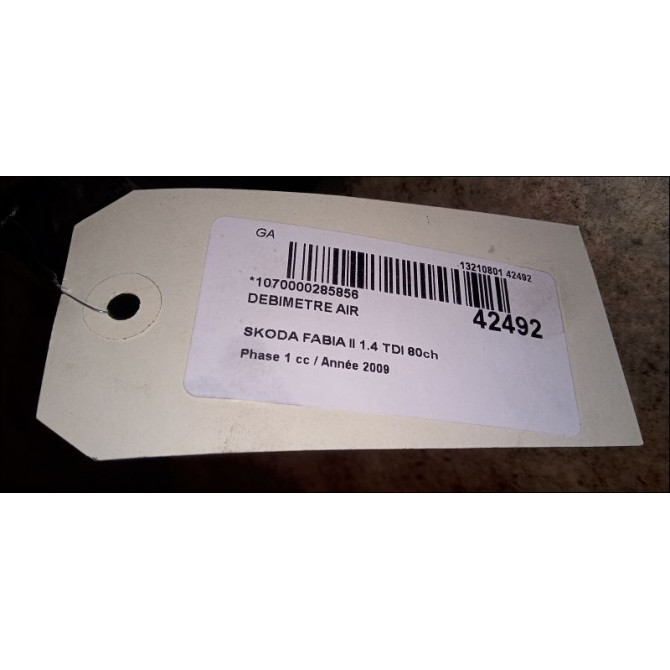 GA
13210801 42492
*1070000285856
DEBIMETRE AIR
42492
SKODA FABIA II 1.4 TDI 80ch
Phase 1 cc / Année 2009